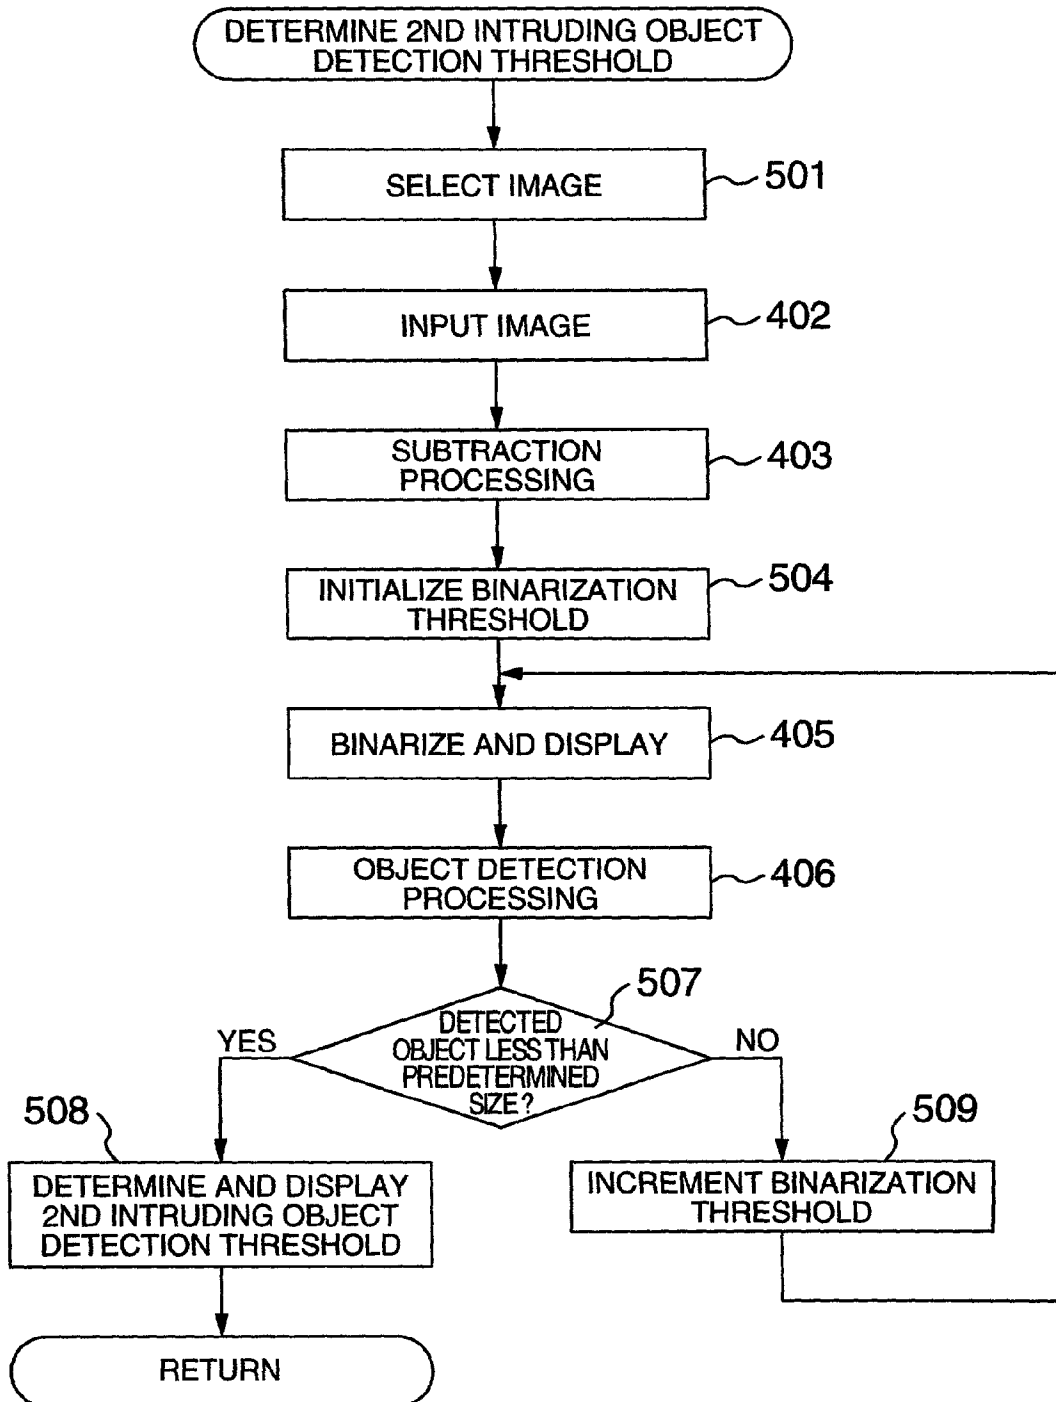 DETERMINE 2ND INTRUDING OBJECT
DETECTION THRESHOLD
SELECT IMAGE
501
INPUT IMAGE
402
SUBTRACTION
PROCESSING
403
INITIALIZE BINARIZATION
THRESHOLD
504
BINARIZE AND DISPLAY
405
OBJECT DETECTION
PROCESSING
406
507
DETECTED
OBJECT LESS THAN
PREDETERMINED
SIZE?
YES
NO
508
DETERMINE AND DISPLAY
2ND INTRUDING OBJECT
DETECTION THRESHOLD
509
INCREMENT BINARIZATION
THRESHOLD
RETURN